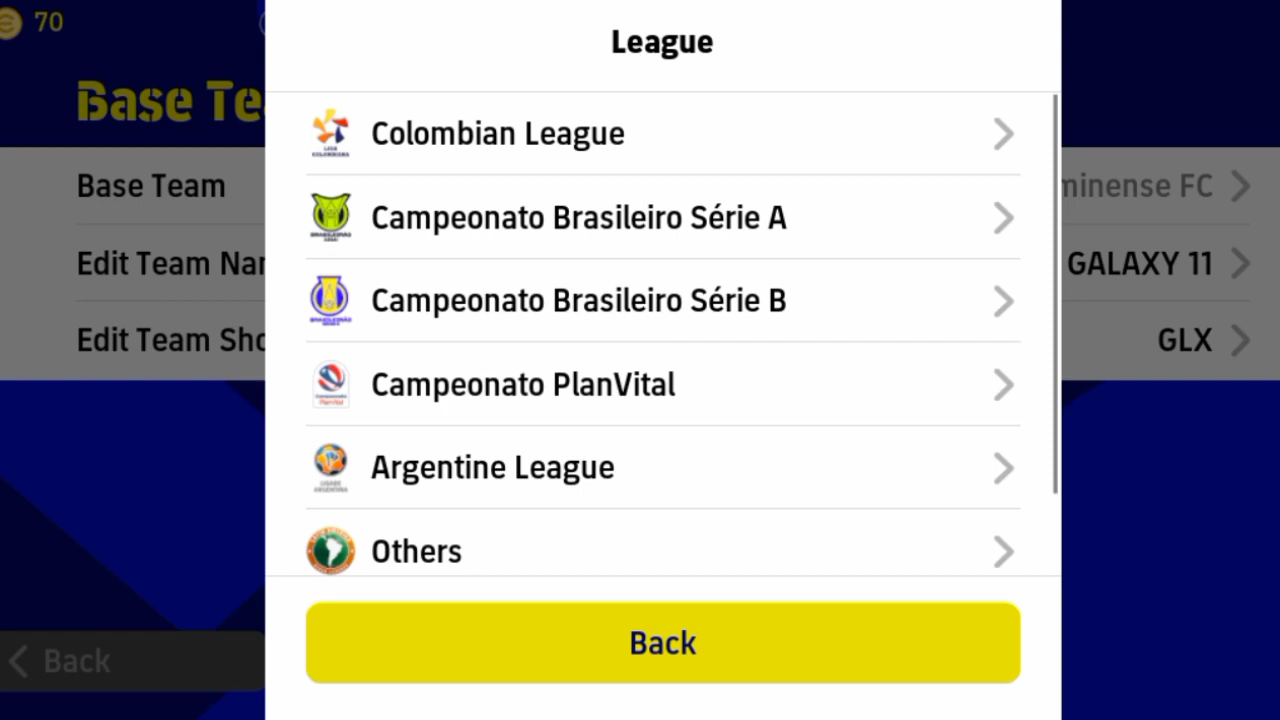 70
League
Base Te
Colombian League
Base Team
minense FC
Campeonato Brasileiro Série A
Edit Team Nar
GALAXY 11
Campeonato Brasileiro Série B
Edit Team Sho
GLX
Campeonato PlanVital
Argentine League
Others
Back
Back